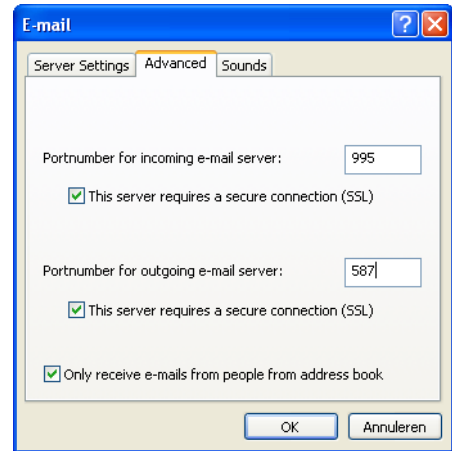 E-mail
Server Settings Advanced Sounds
Portnumber for incoming e-mail server: 995
This server requires a secure connection (SSL)
Portnumber for outgoing e-mail server: 587
This server requires a secure connection (SSL)
Only receive e-mails from people from address book
OK Annuleren